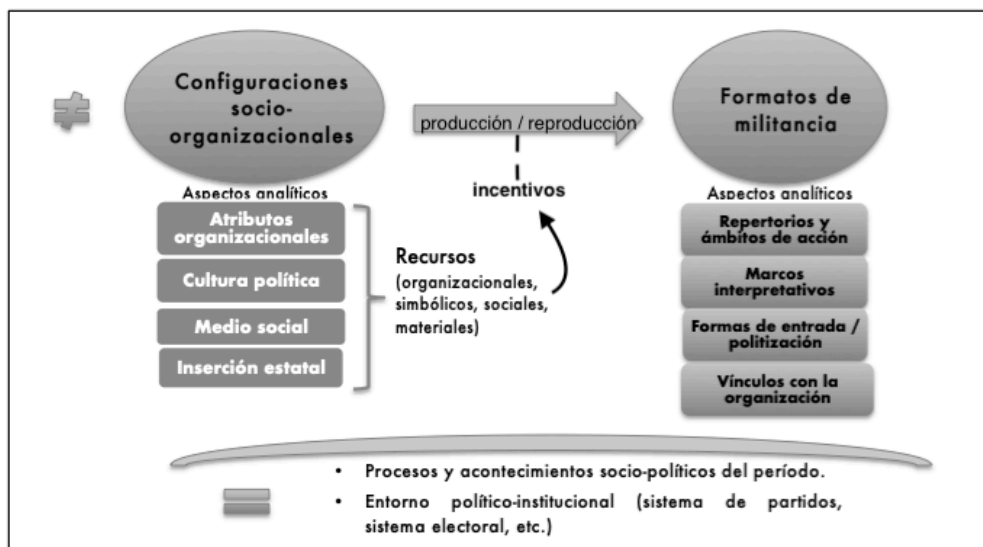 Configuraciones
socio-
organizacionales
producción / reproducción
incentivos
Formatos de
militancia
Aspectos analíticos
Atributos
organizacionales
Cultura política
Medio social
Inserción estatal
Recursos
(organizacionales,
simbólicos, sociales,
materiales)
Aspectos analíticos
Repertorios y
ámbitos de acción
Marcos
interpretativos
Formas de entrada /
politización
Vínculos con la
organización
• Procesos y acontecimientos socio-políticos del período.
• Entorno político-institucional (sistema de partidos,
sistema electoral, etc.)